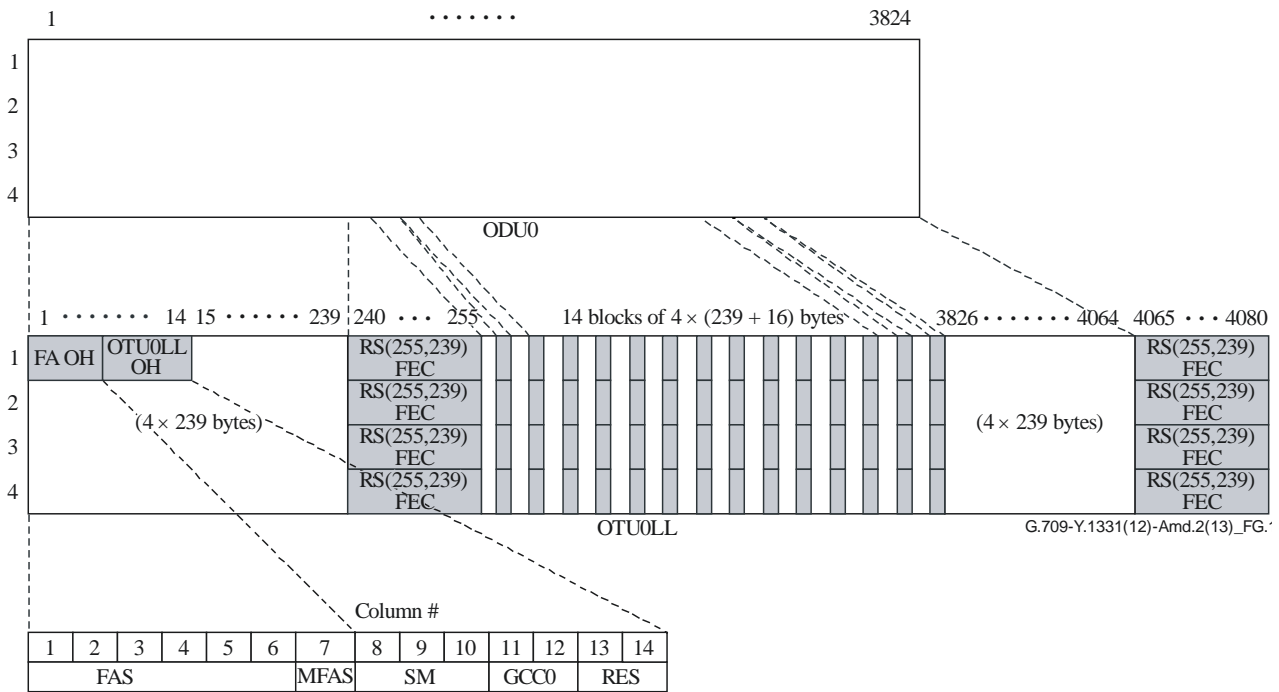 1 ······· 3824
1
2
3
4
ODU0
1 ······· 14 15 ······ 239 240 ··· 255 14 blocks of 4 × (239 + 16) bytes 3826 ······· 4064 4065 ··· 4080
1 FA OH OTU0LL OH RS(255,239) FEC RS(255,239) FEC
2 RS(255,239) FEC RS(255,239) FEC
(4 × 239 bytes) (4 × 239 bytes)
3 RS(255,239) FEC RS(255,239) FEC
4 RS(255,239) FEC RS(255,239) FEC
OTU0LL
G.709-Y.1331(12)-Amd.2(13)_FG.1
Column #
1 2 3 4 5 6 7 8 9 10 11 12 13 14
FAS MFAS SM GCC0 RES